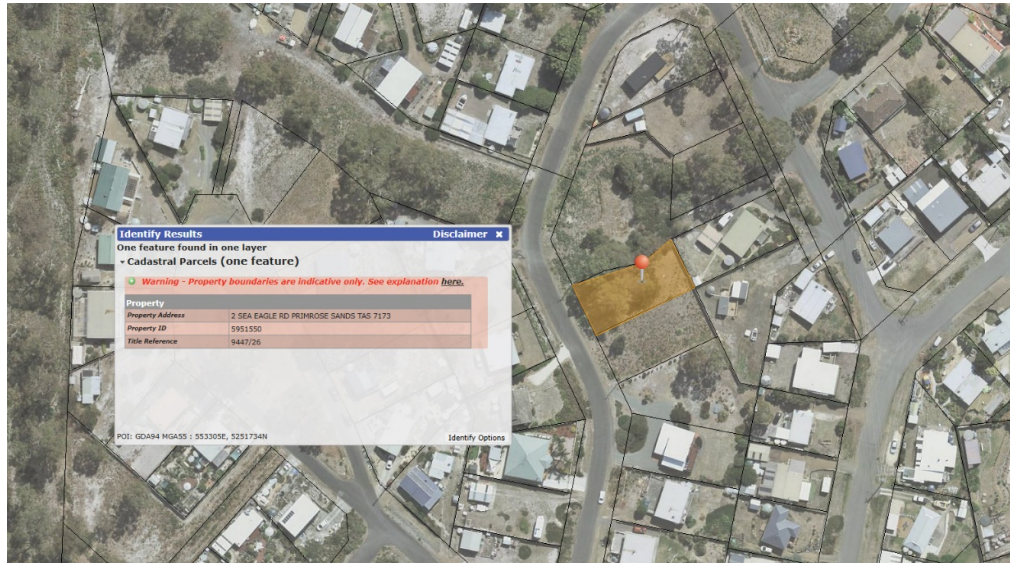 Identify Results Disclaimer ✖
One feature found in one layer
Cadastral Parcels (one feature)
Warning - Property boundaries are indicative only. See explanation here.
Property
Property Address 2 SEA EAGLE RD PRIMROSE SANDS TAS 7173
Property ID 5951550
Title Reference 9447/26
POI: GDA94 MGA55 : 553305E, 5251734N Identify Options